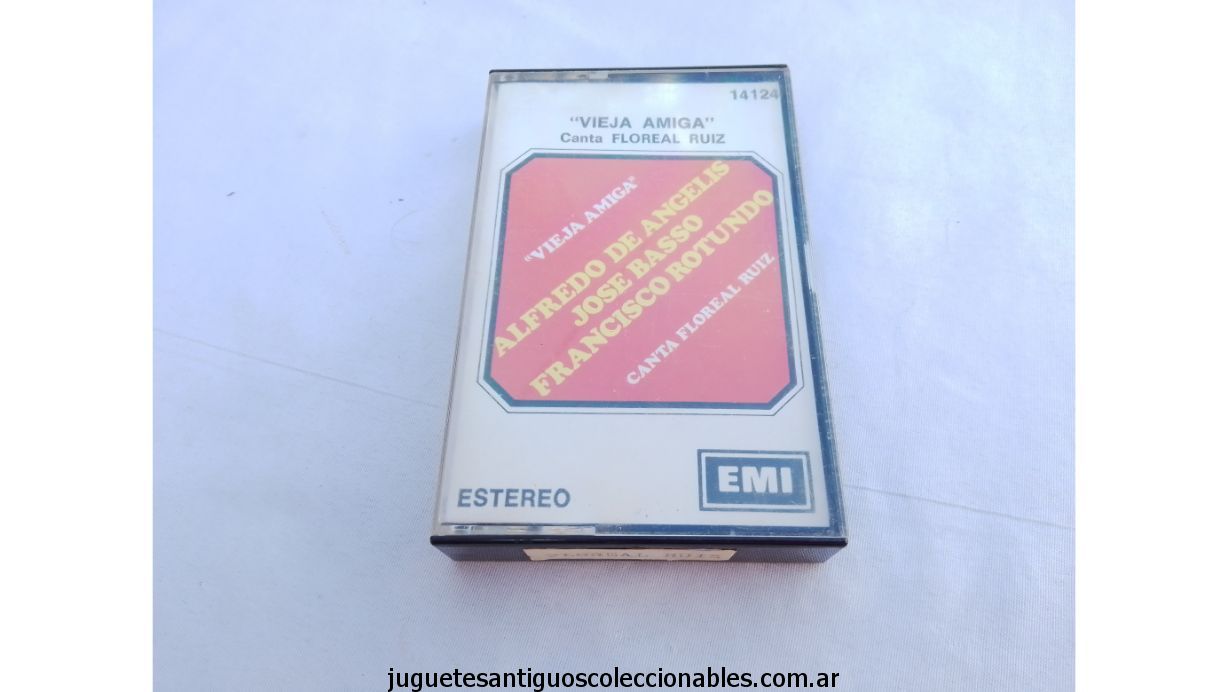 14124
"VIEJA AMIGA"
Canta FLOREAL RUIZ
"VIEJA AMIGA"
ALFREDO DE ANGELIS
JOSE BASSO
FRANCISCO ROTUNDO
CANTA FLOREAL RUIZ
ESTEREO
EMI
juguetesantiguoscoleccionables.com.ar